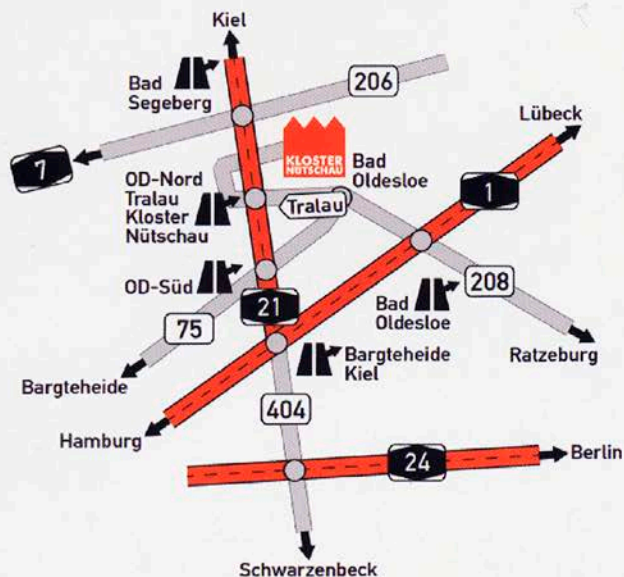 Kiel
Bad
Segeberg
206
Lübeck
7
KLOSTER
NÜTSCHAU
Bad
Oldesloe
1
OD-Nord
Tralau
Kloster
Nütschau
Tralau
OD-Süd
21
Bad
Oldesloe
208
75
Bargteheide
Bargteheide
Kiel
Ratzeburg
Hamburg
404
24
Berlin
Schwarzenbeck